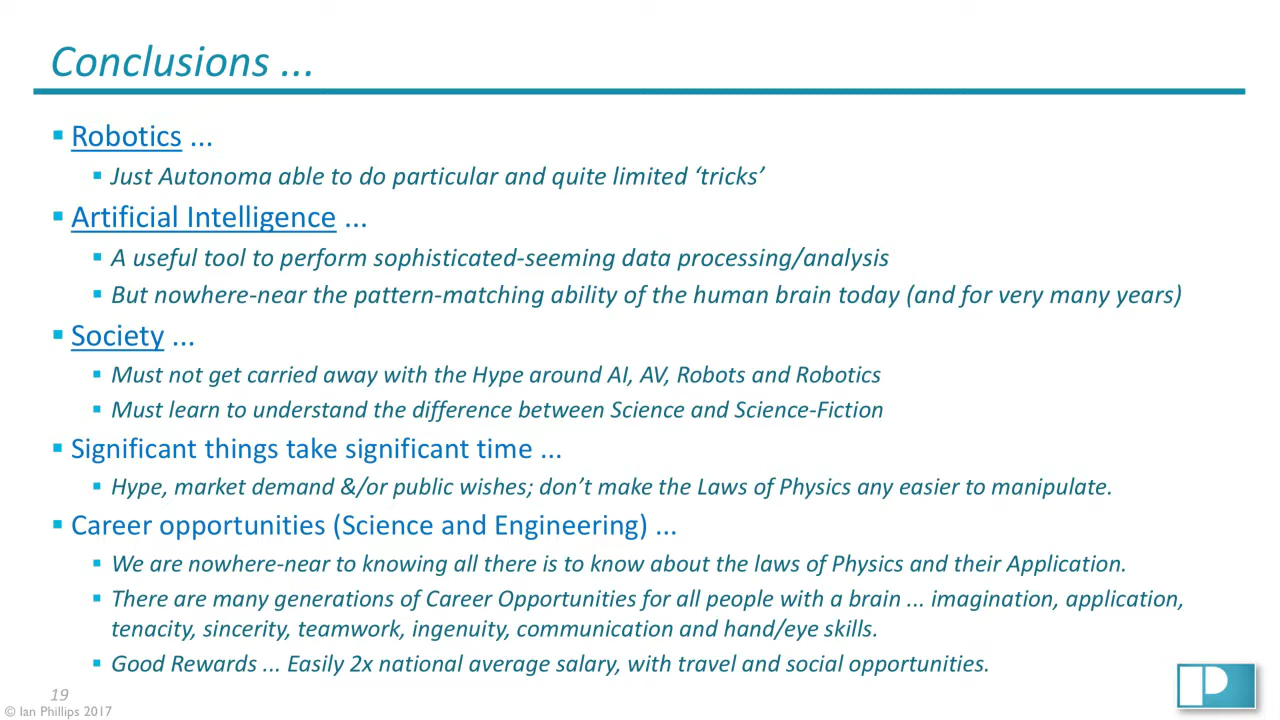 Conclusions ...
Robotics ...
Just Autonoma able to do particular and quite limited ‘tricks’
Artificial Intelligence ...
A useful tool to perform sophisticated-seeming data processing/analysis
But nowhere-near the pattern-matching ability of the human brain today (and for very many years)
Society ...
Must not get carried away with the Hype around AI, AV, Robots and Robotics
Must learn to understand the difference between Science and Science-Fiction
Significant things take significant time ...
Hype, market demand &/or public wishes; don’t make the Laws of Physics any easier to manipulate.
Career opportunities (Science and Engineering) ...
We are nowhere-near to knowing all there is to know about the laws of Physics and their Application.
There are many generations of Career Opportunities for all people with a brain ... imagination, application,
tenacity, sincerity, teamwork, ingenuity, communication and hand/eye skills.
Good Rewards ... Easily 2x national average salary, with travel and social opportunities.
19
© Ian Phillips 2017
P